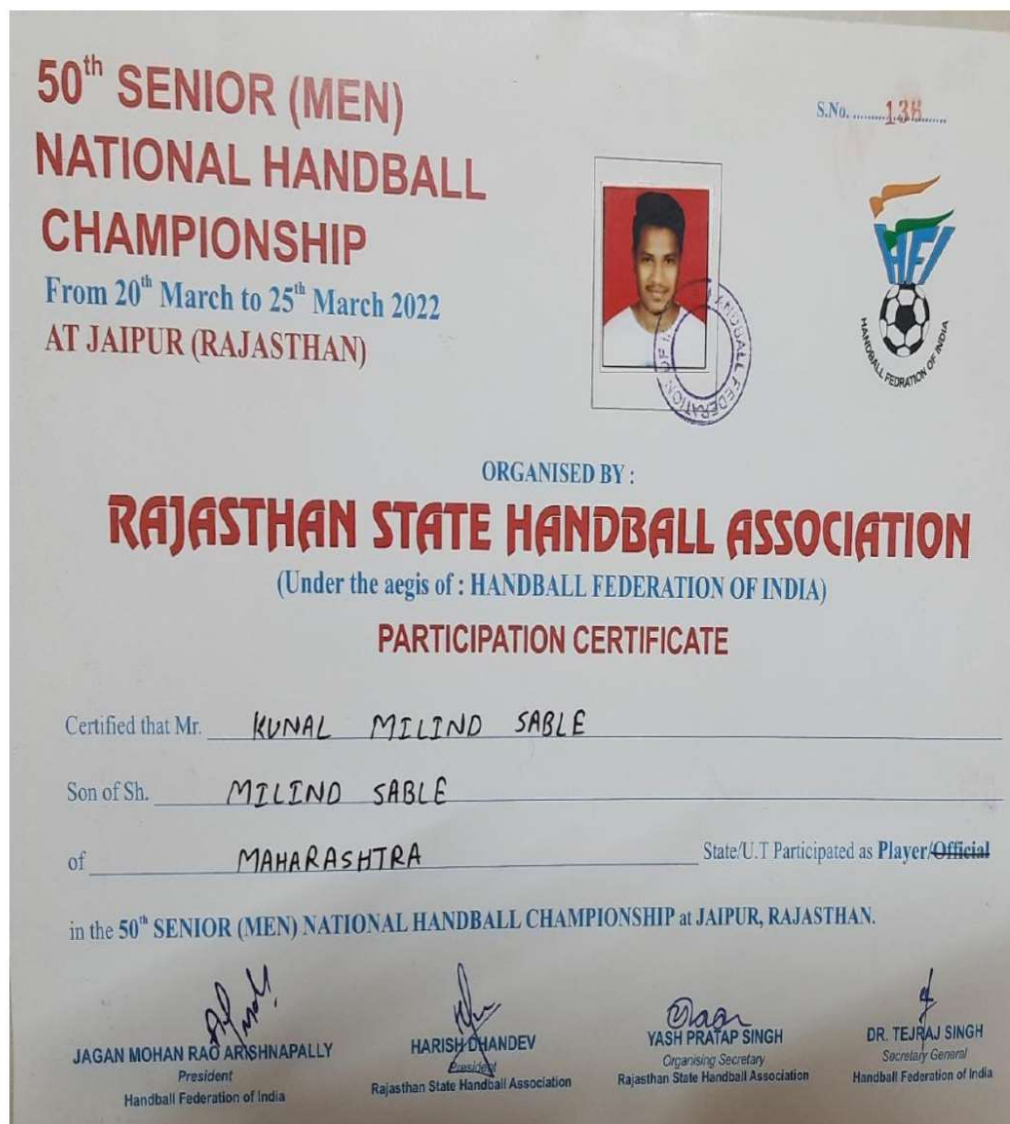 50th SENIOR (MEN)
NATIONAL HANDBALL
CHAMPIONSHIP
From 20th March to 25th March 2022
AT JAIPUR (RAJASTHAN)
S.No. ..........
HFI
HANDBALL FEDRATION OF INDIA
HANDBALL FEDERATION OF
ORGANISED BY :
RAJASTHAN STATE HANDBALL ASSOCIATION
(Under the aegis of : HANDBALL FEDERATION OF INDIA)
PARTICIPATION CERTIFICATE
Certified that Mr. KUNAL MILIND SABLE
Son of Sh. MILIND SABLE
of MAHARASHTRA State/U.T Participated as Player/Official
in the 50th SENIOR (MEN) NATIONAL HANDBALL CHAMPIONSHIP at JAIPUR, RAJASTHAN.
JAGAN MOHAN RAO ARISHNAPALLY
President
Handball Federation of India
HARISH DHANDEV
President
Rajasthan State Handball Association
YASH PRATAP SINGH
Organising Secretary
Rajasthan State Handball Association
DR. TEJRAJ SINGH
Secretary General
Handball Federation of India